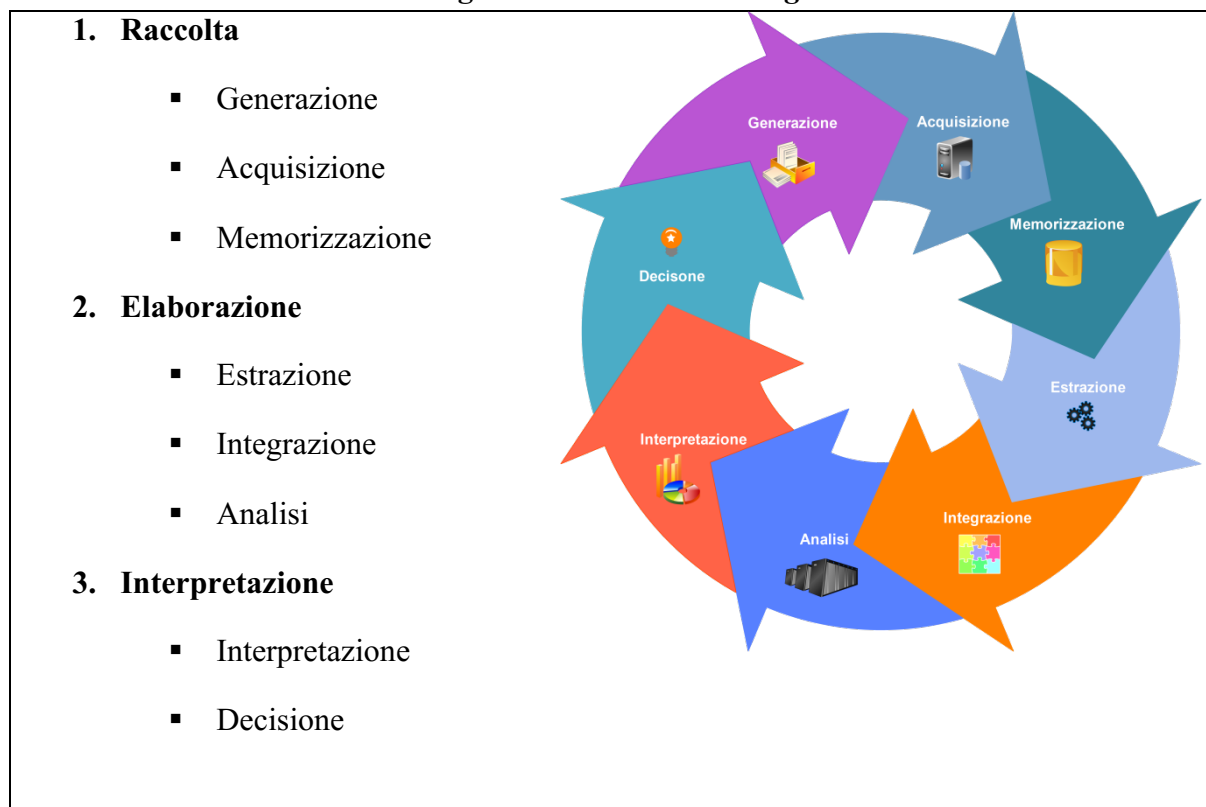 1. Raccolta
▪ Generazione
▪ Acquisizione
▪ Memorizzazione
2. Elaborazione
▪ Estrazione
▪ Integrazione
▪ Analisi
3. Interpretazione
▪ Interpretazione
▪ Decisione
Generazione
Acquisizione
Memorizzazione
Estrazione
Integrazione
Analisi
Interpretazione
Decisone